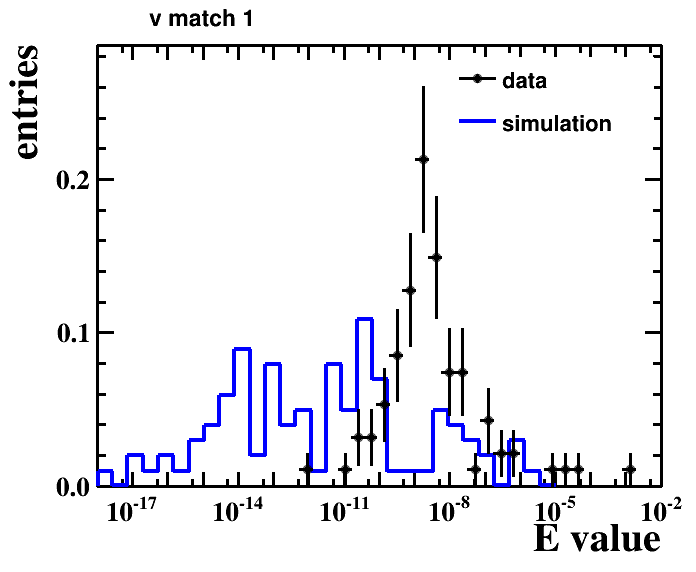 v match 1
entries
data
simulation
0.2
0.1
0.0
10^-17 10^-14 10^-11 10^-8 10^-5 10^-2
E value